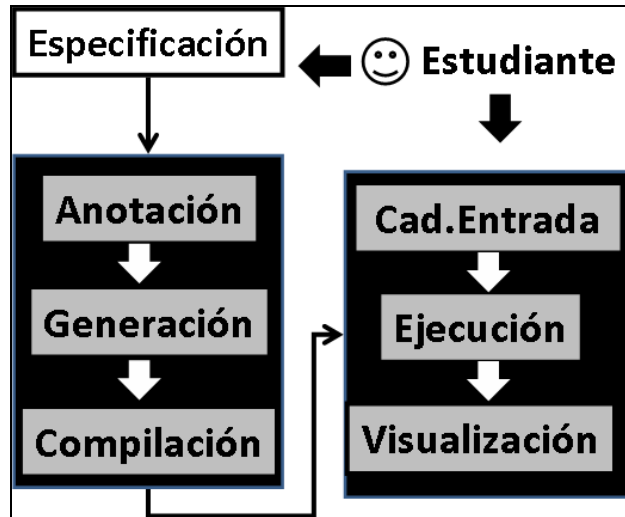 Especificación
Estudiante
Anotación
Generación
Compilación
Cad.Entrada
Ejecución
Visualización